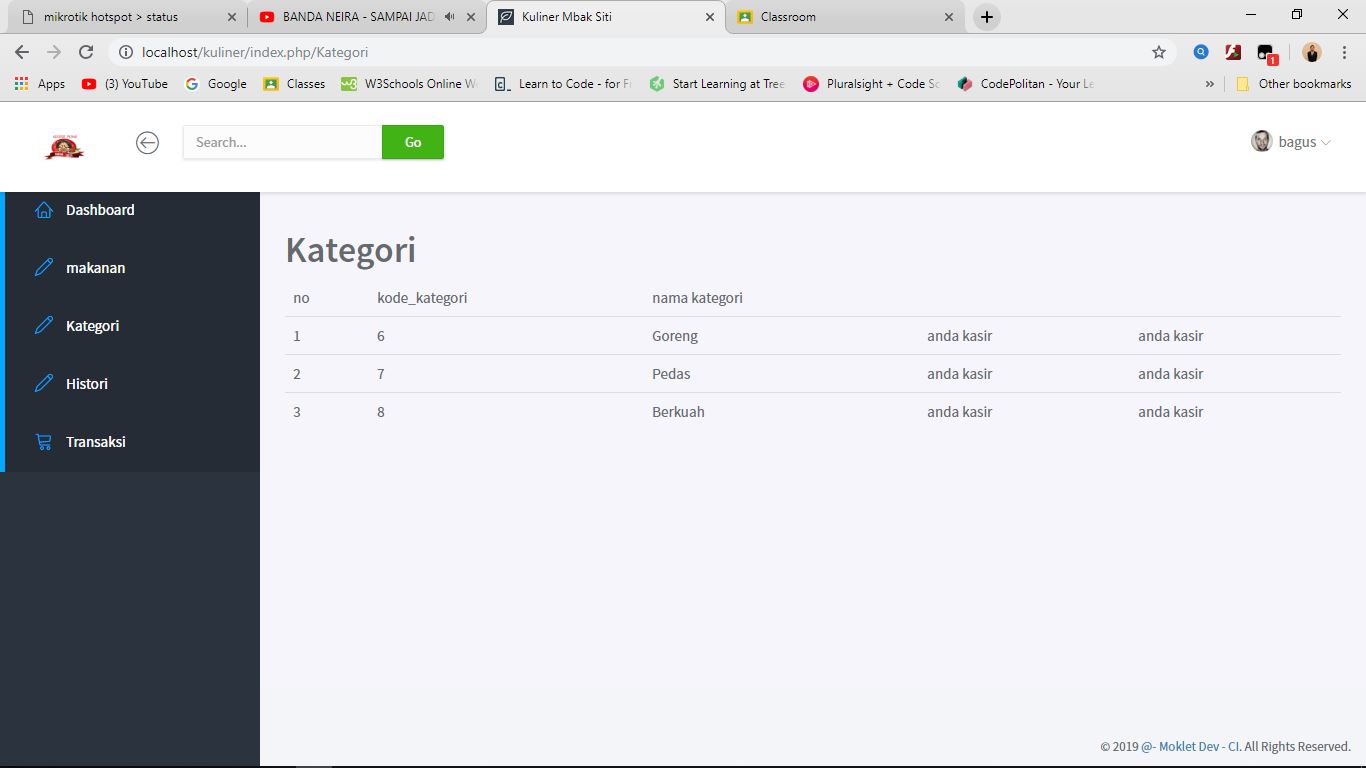 mikrotik hotspot > status
BANDA NEIRA - SAMPAI JAD
Kuliner Mbak Siti
Classroom
localhost/kuliner/index.php/Kategori
1
Apps
(3) YouTube
Google
Classes
W3Schools Online W
Learn to Code - for F
Start Learning at Tree
Pluralsight + Code Sc
CodePolitan - Your Le
Other bookmarks
Search...
Go
bagus
Dashboard
makanan
Kategori
Histori
Transaksi
Kategori
no kode_kategori nama kategori
1 6 Goreng anda kasir anda kasir
2 7 Pedas anda kasir anda kasir
3 8 Berkuah anda kasir anda kasir
© 2019 @- Moklet Dev - CI. All Rights Reserved.